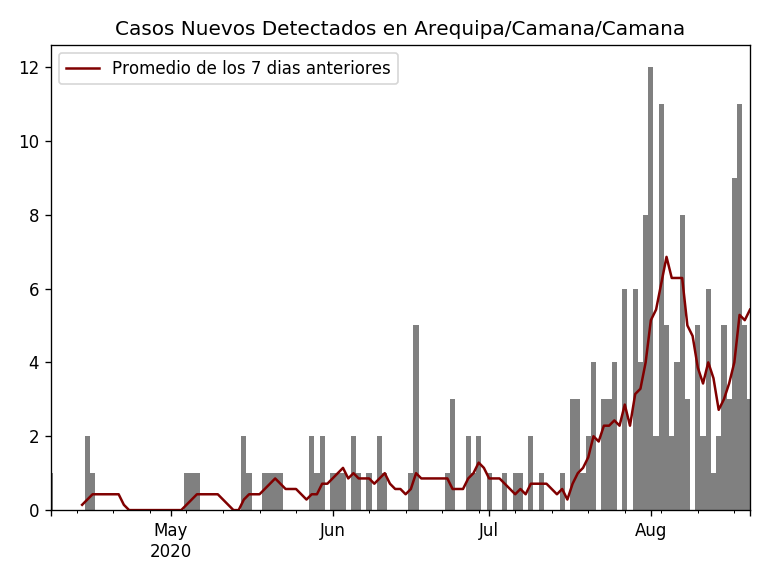 Casos Nuevos Detectados en Arequipa/Camana/Camana
Promedio de los 7 dias anteriores
12
10
8
6
4
2
0
May
2020
Jun
Jul
Aug